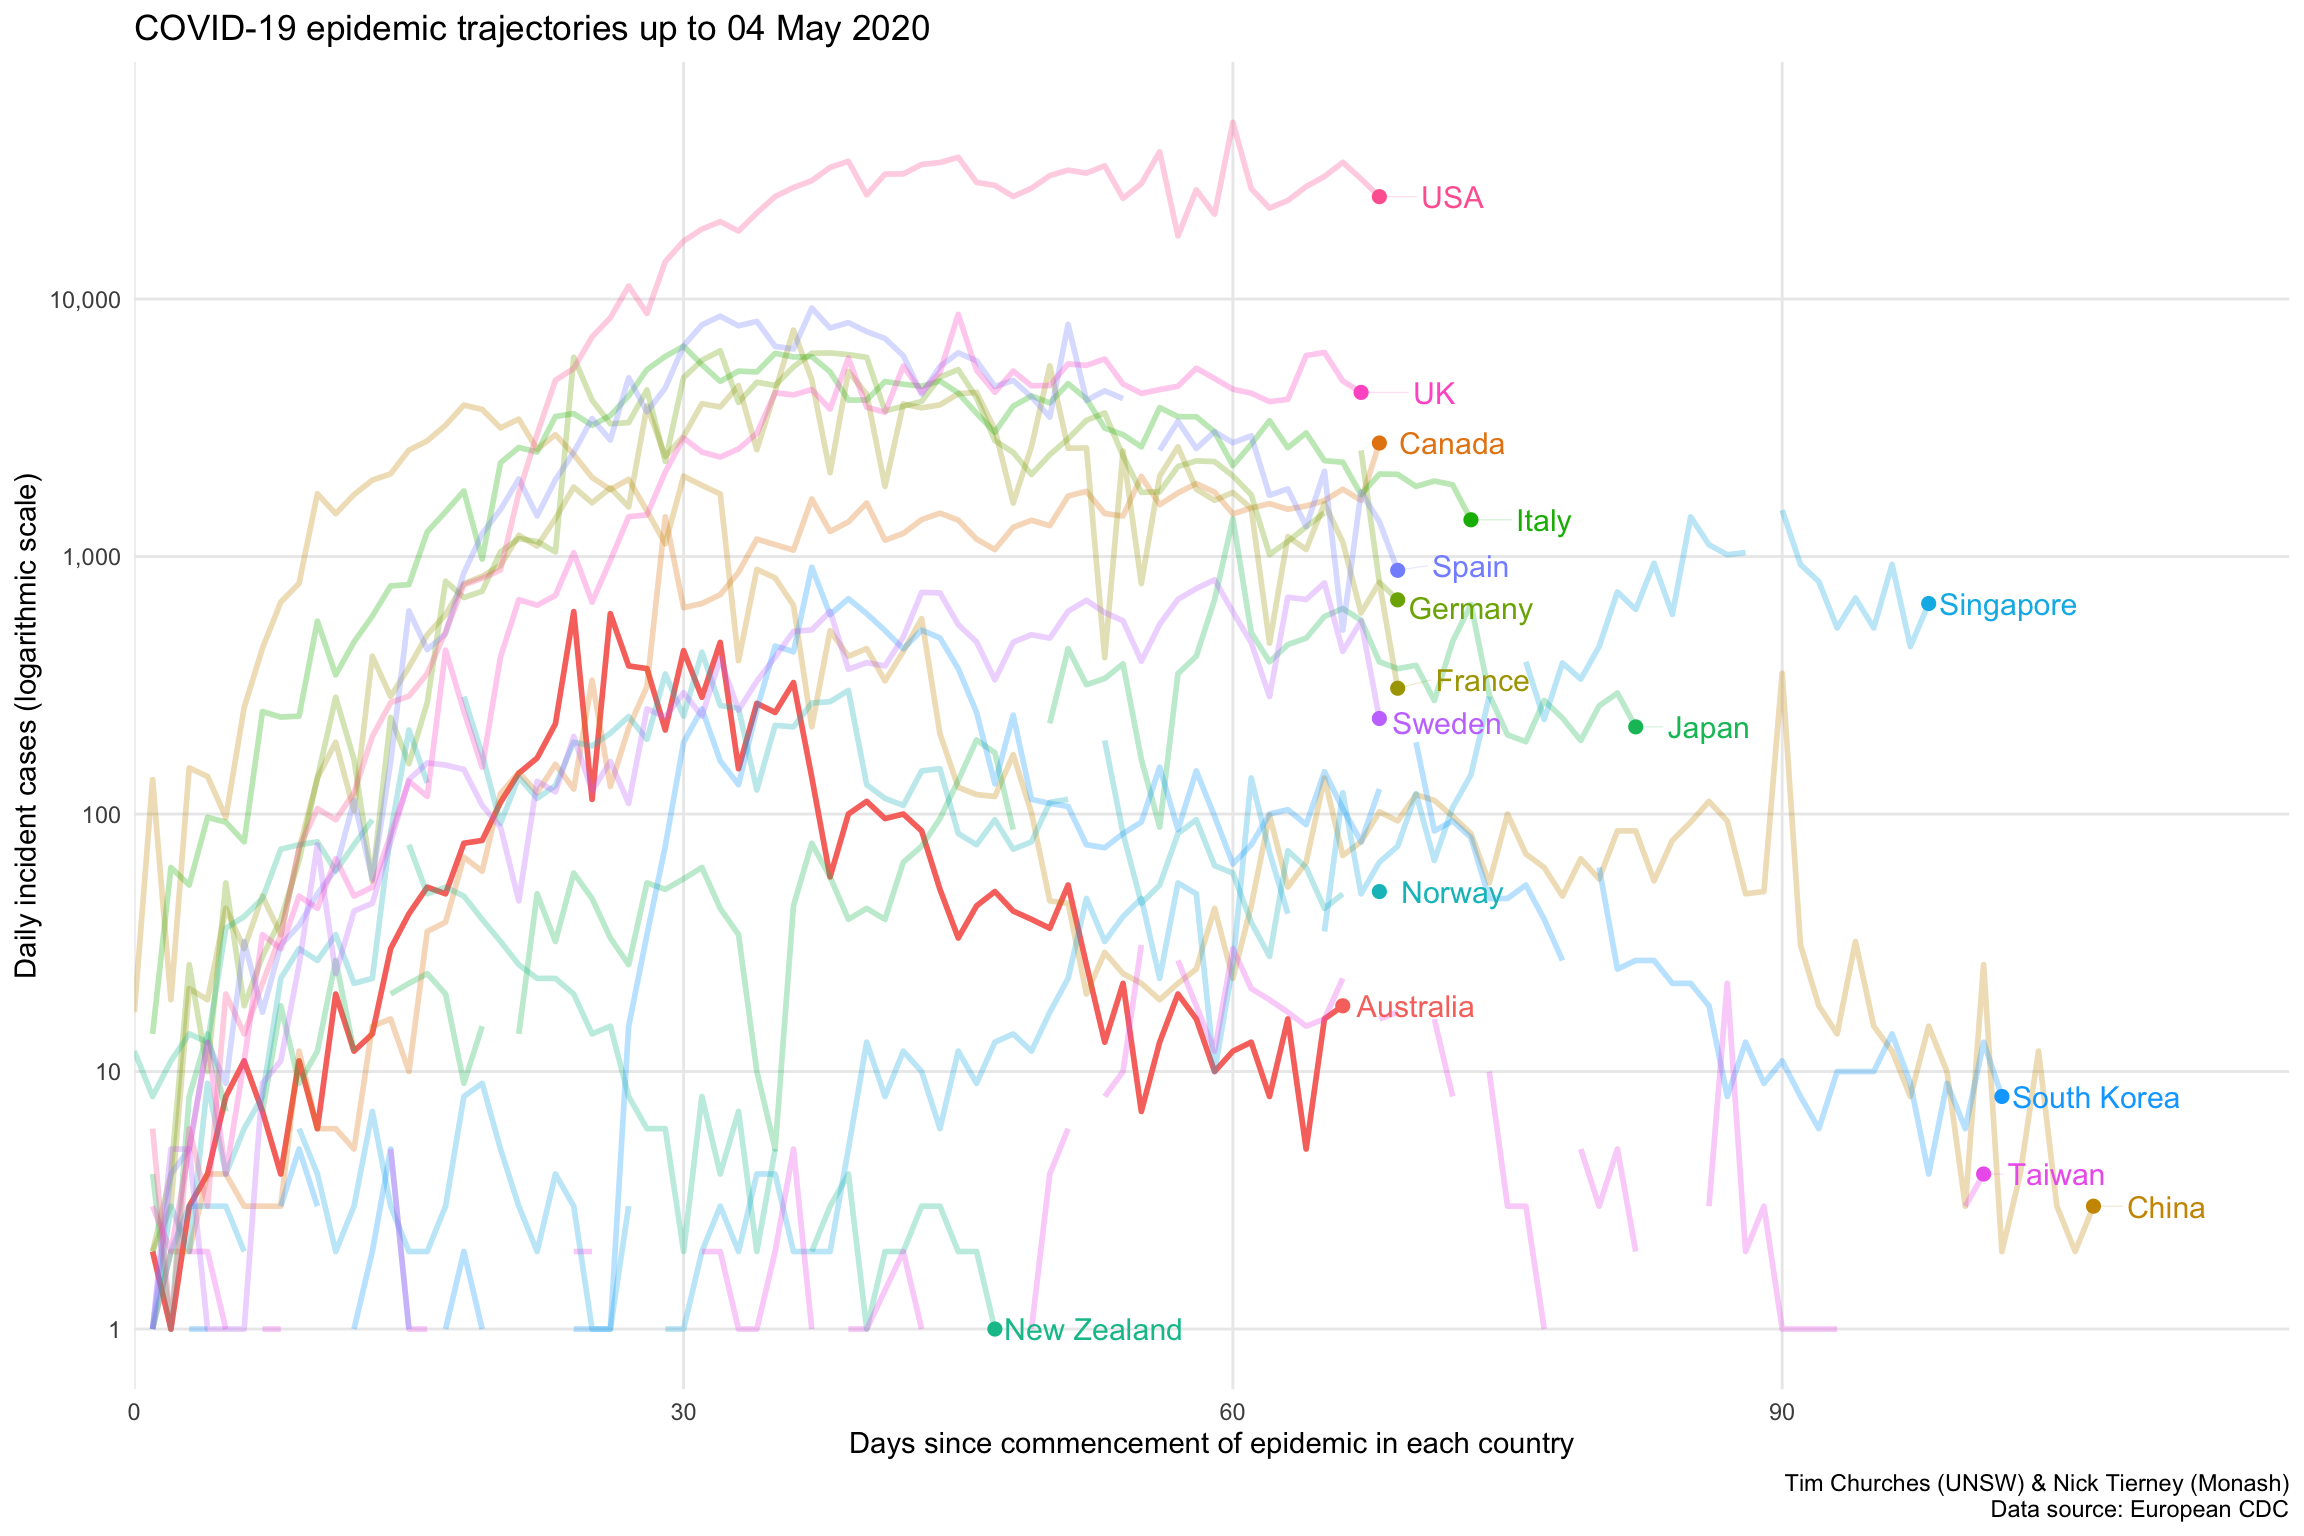 COVID-19 epidemic trajectories up to 04 May 2020
Daily incident cases (logarithmic scale)
10,000
1,000
100
10
1
USA
UK
Canada
Italy
Spain
Germany
Singapore
France
Sweden
Japan
Norway
Australia
South Korea
Taiwan
China
New Zealand
0
30
60
90
Days since commencement of epidemic in each country
Tim Churches (UNSW) & Nick Tierney (Monash)
Data source: European CDC